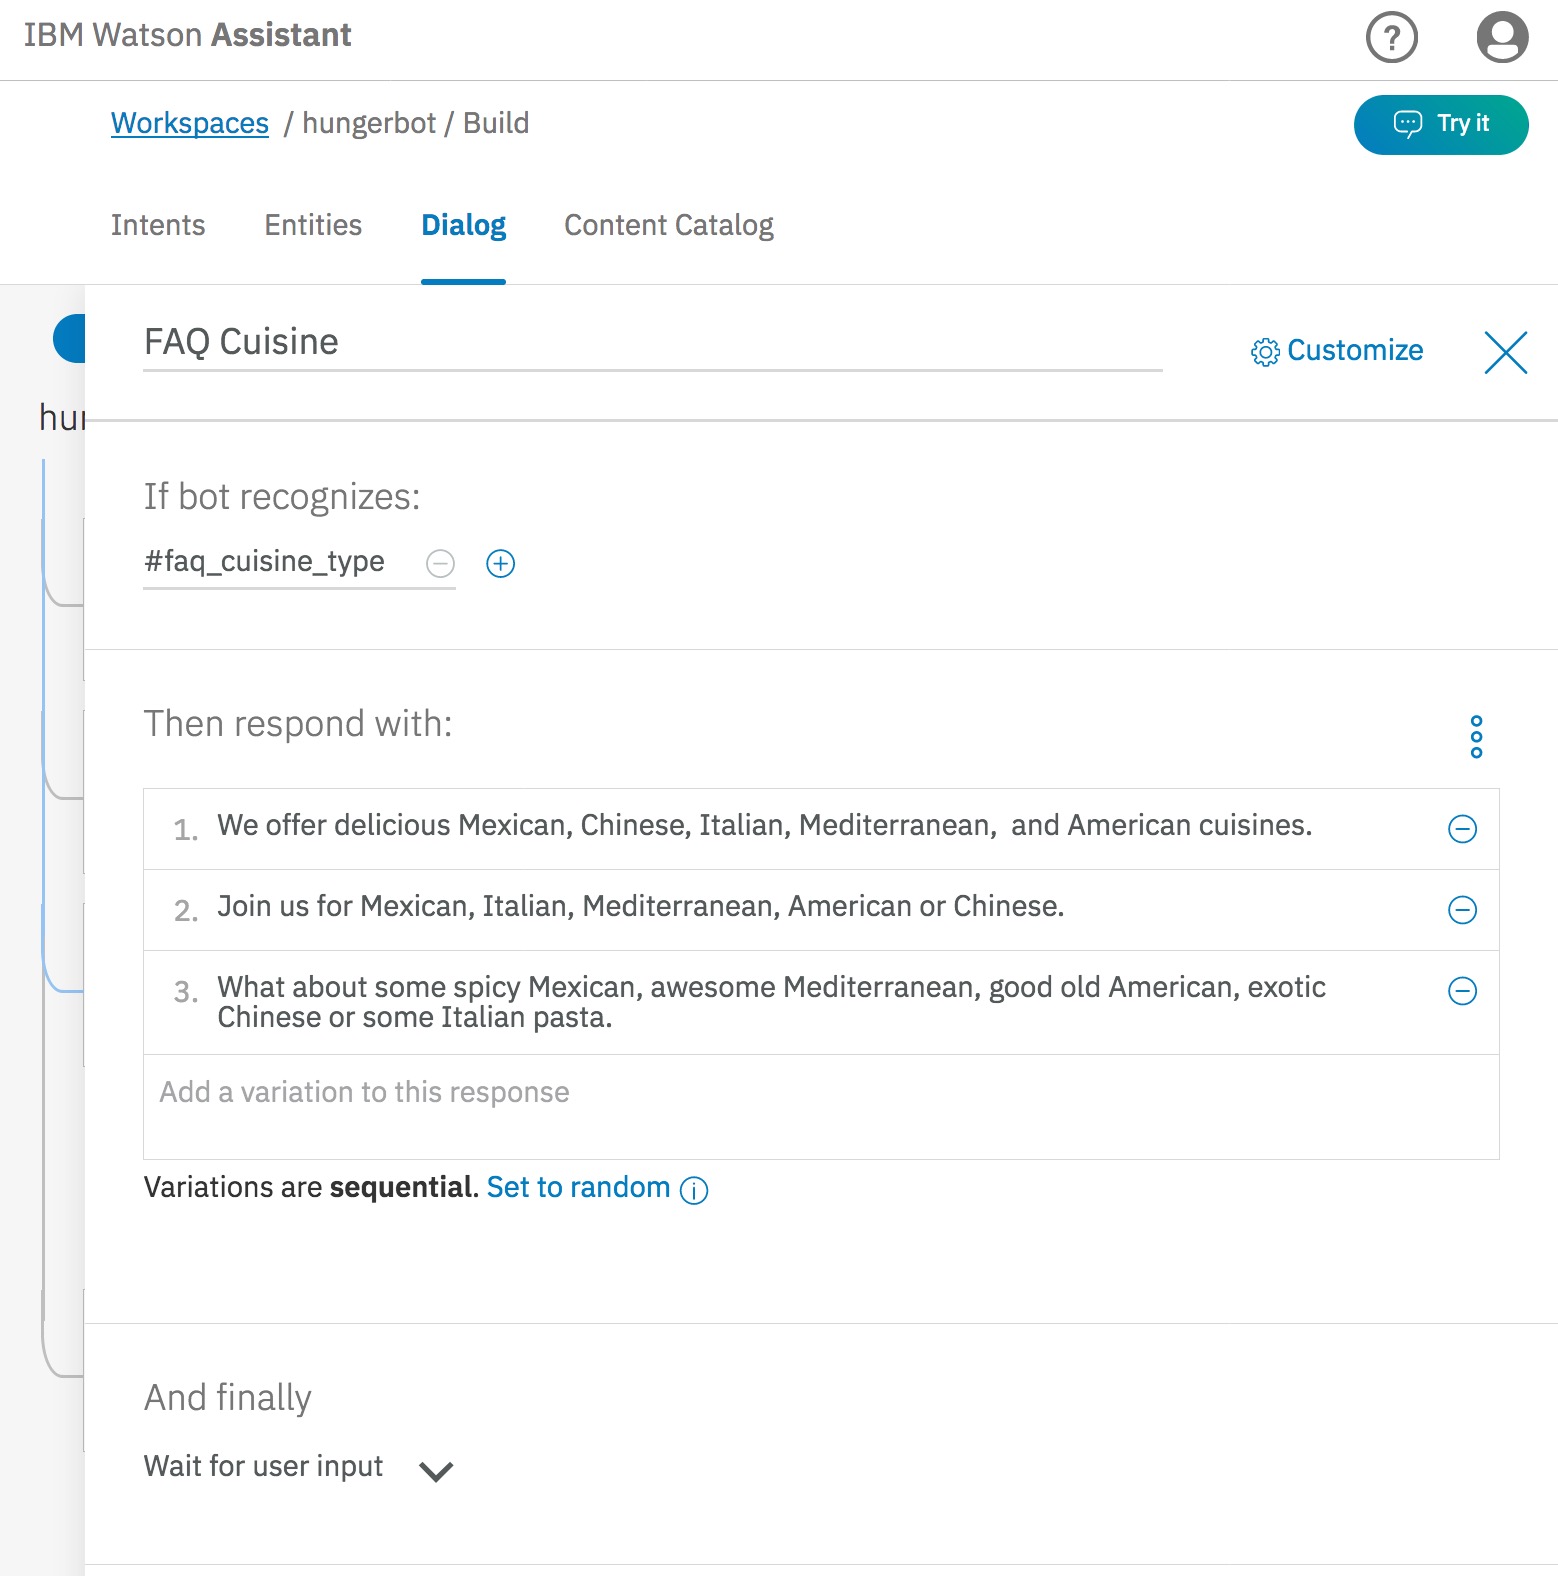 IBM Watson Assistant
Workspaces / hungerbot / Build
Try it
Intents Entities Dialog Content Catalog
FAQ Cuisine
Customize
If bot recognizes:
#faq_cuisine_type
Then respond with:
1. We offer delicious Mexican, Chinese, Italian, Mediterranean,  and American cuisines.
2. Join us for Mexican, Italian, Mediterranean, American or Chinese.
3. What about some spicy Mexican, awesome Mediterranean, good old American, exotic
Chinese or some Italian pasta.
Add a variation to this response
Variations are sequential. Set to random
And finally
Wait for user input